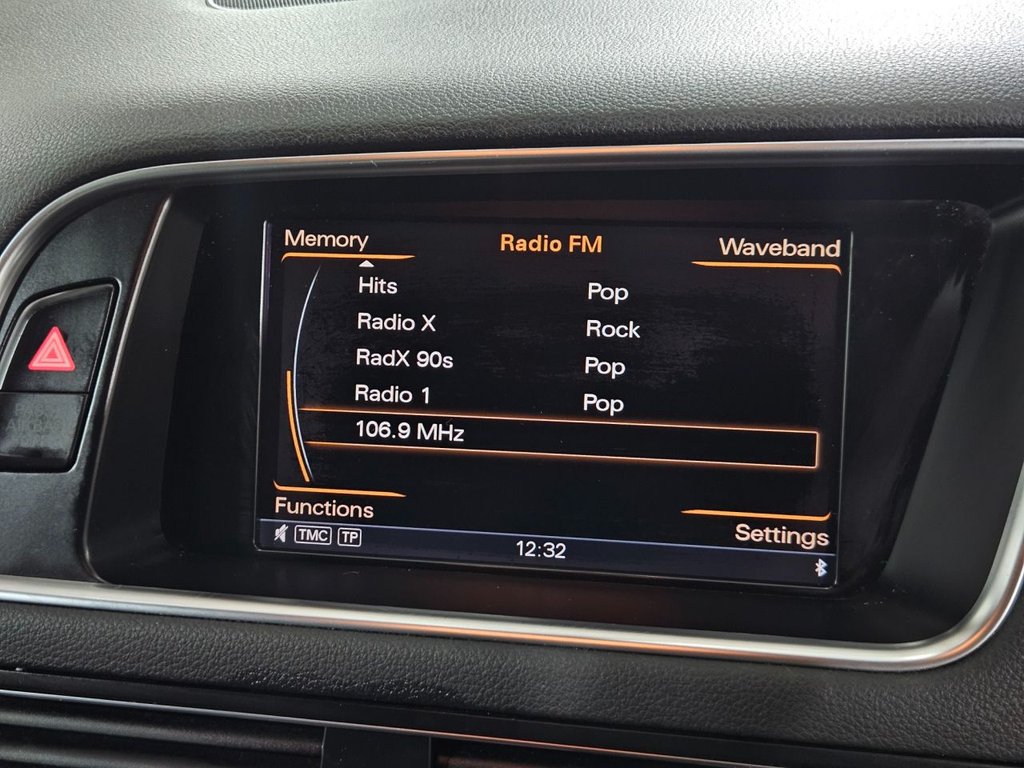 Memory Radio FM Waveband
Hits Pop
Radio X Rock
RadX 90s Pop
Radio 1 Pop
106.9 MHz
Functions Settings
TMC TP 12:32